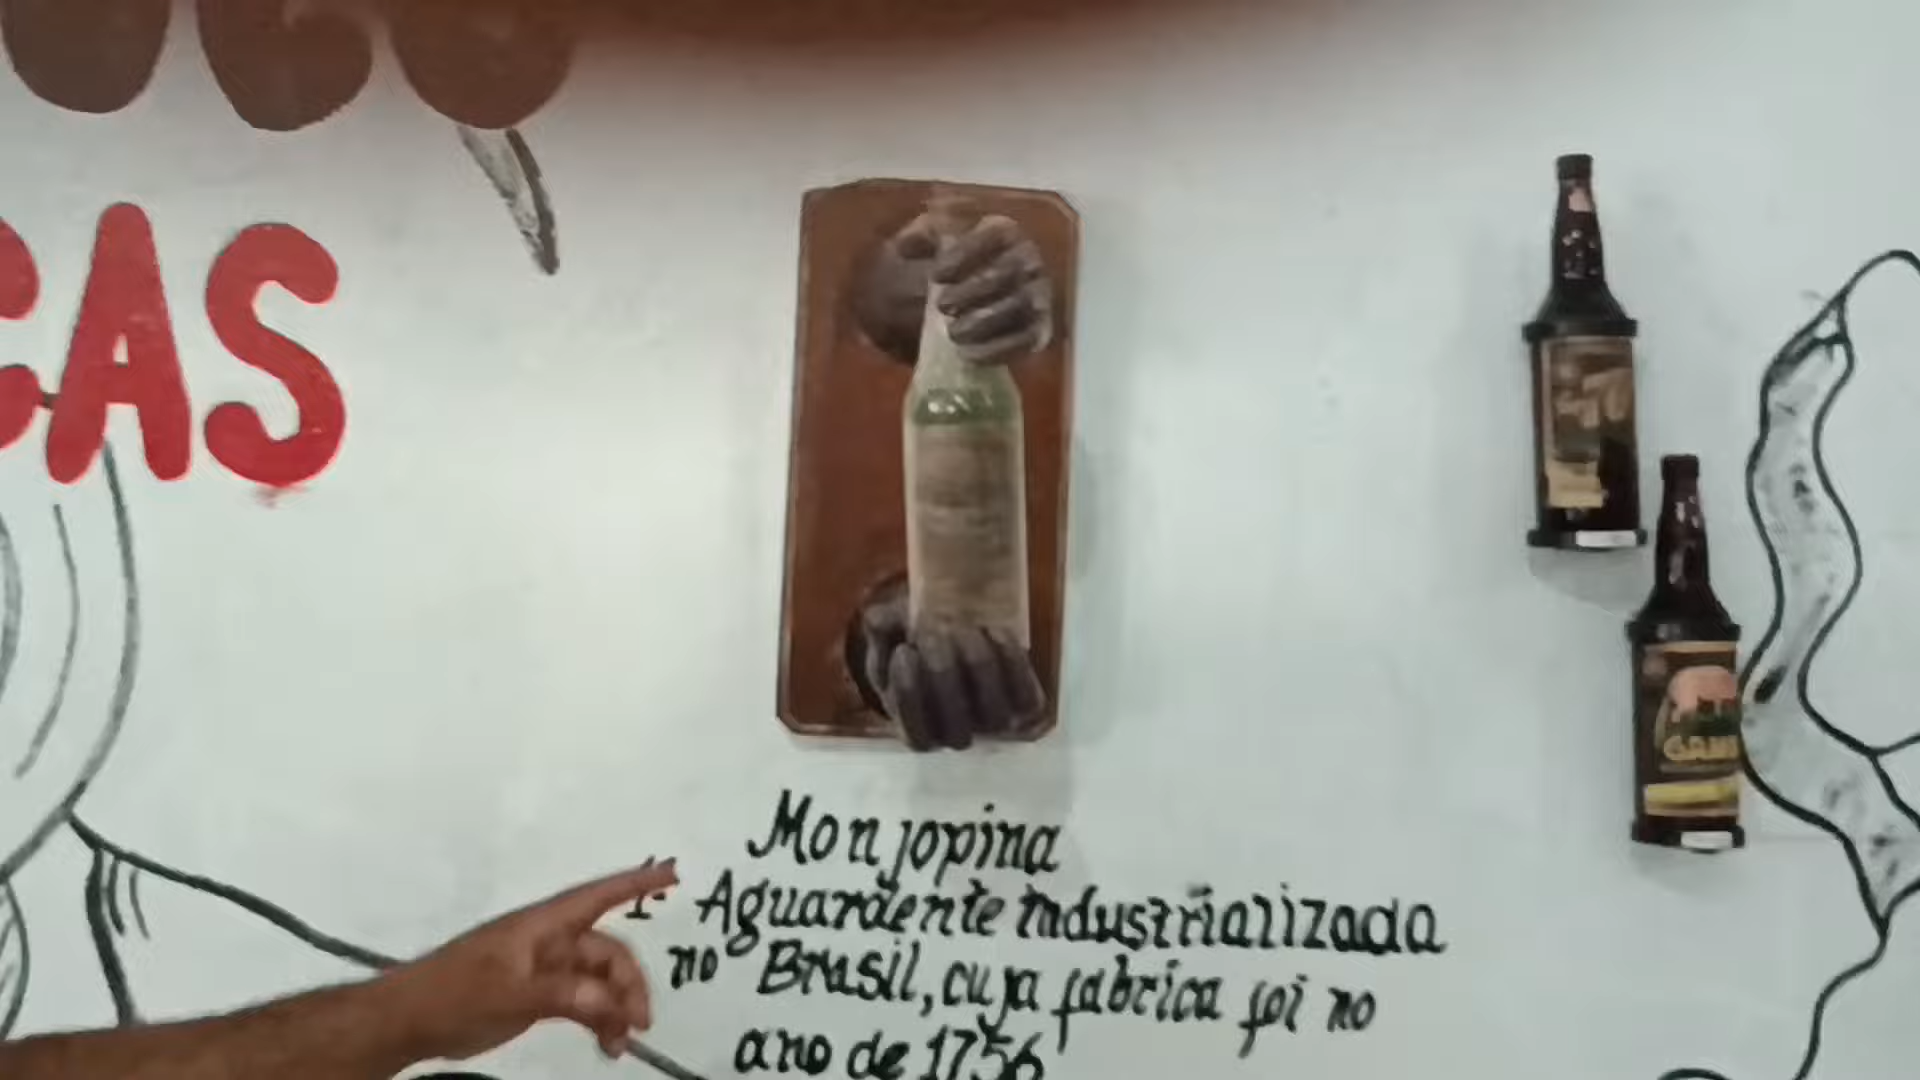 CAS
Monjopina
1ª Aguardente industrializada
no Brasil, cuja fabrica foi no
ano de 1756